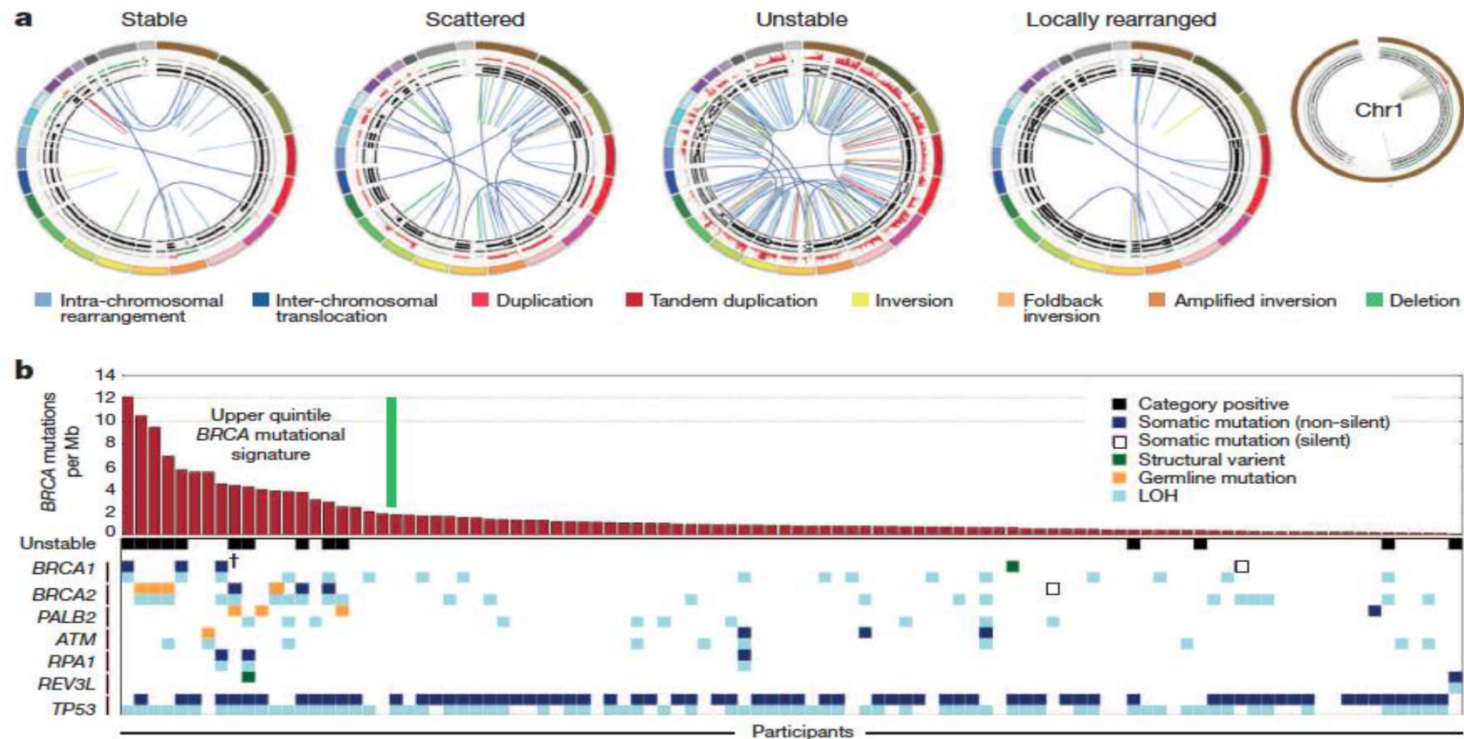 a
Stable
Scattered
Unstable
Locally rearranged
Chr1
Intra-chromosomal
rearrangement
Inter-chromosomal
translocation
Duplication
Tandem duplication
Inversion
Foldback
inversion
Amplified inversion
Deletion
b
BRCA mutations
per Mb
14
12
10
8
6
4
2
0
Upper quintile
BRCA mutational
signature
Category positive
Somatic mutation (non-silent)
Somatic mutation (silent)
Structural varient
Germline mutation
LOH
Unstable
†
BRCA1
BRCA2
PALB2
ATM
RPA1
REV3L
TP53
Participants